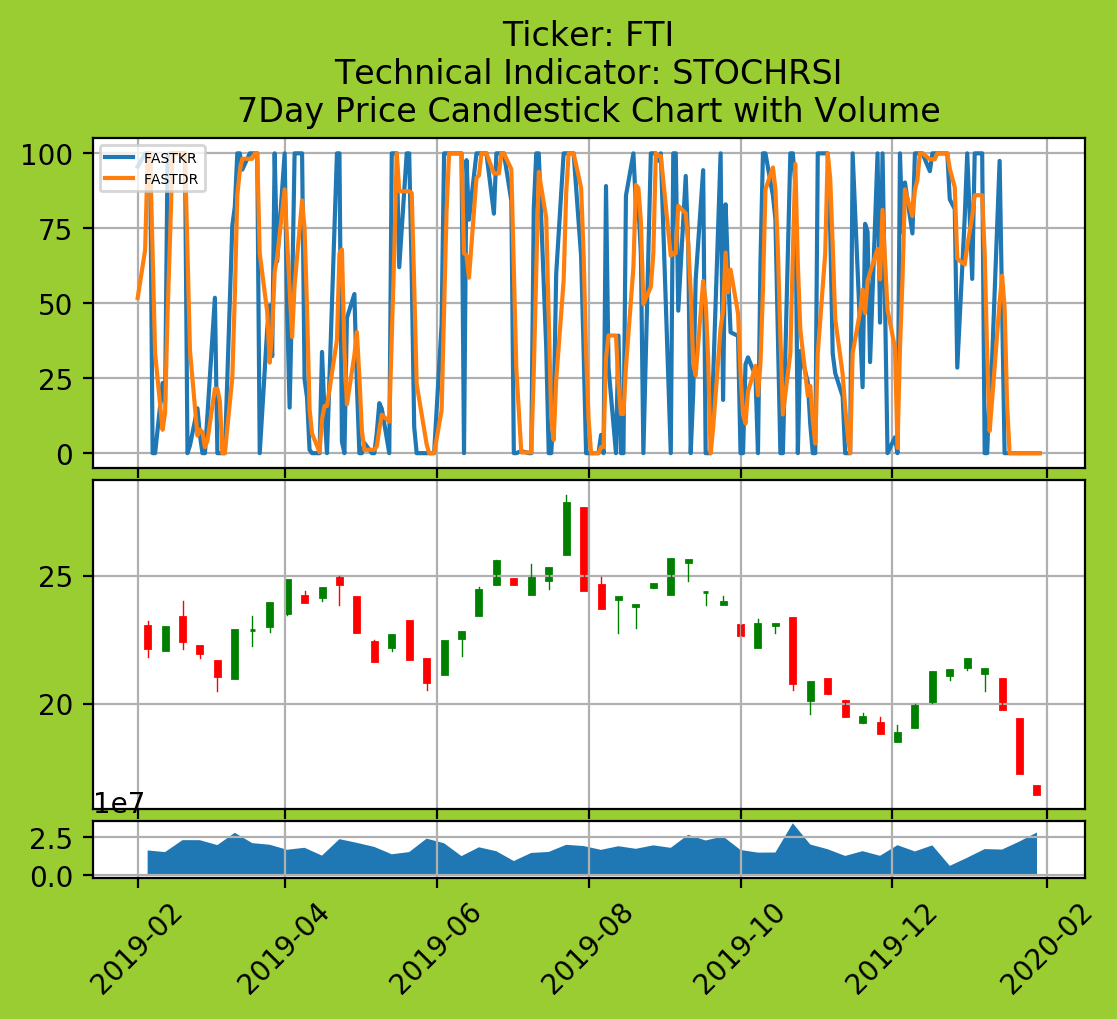 Ticker: FTI
Technical Indicator: STOCHRSI
7Day Price Candlestick Chart with Volume
100
75
50
25
0
FASTKR
FASTDR
25
20
1e7
2.5
0.0
2019-02
2019-04
2019-06
2019-08
2019-10
2019-12
2020-02